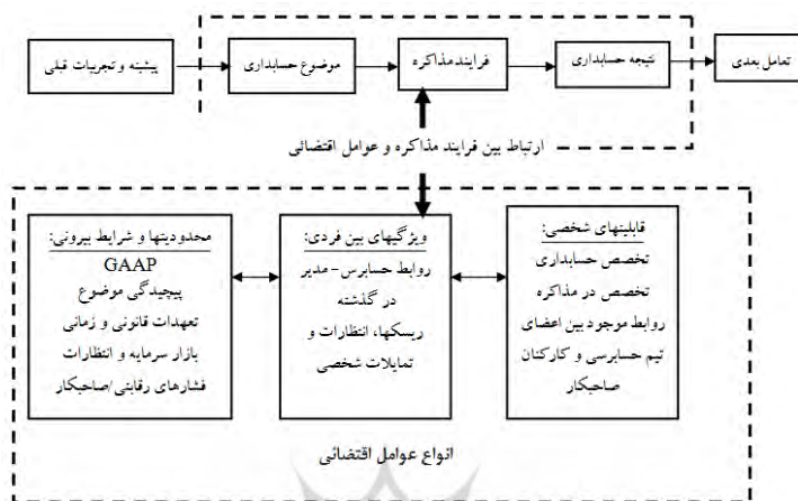 پیشینه و تجربیات قبلی
موضوع حسابداری
فرایند مذاکره
نتیجه حسابداری
تعامل بعدی
ارتباط بین فرایند مذاکره و عوامل اقتضائی
محدودیتها و شرایط بیرونی:
GAAP
پیچیدگی موضوع
تعهدات قانونی و زمانی
بازار سرمایه و انتظارات
فشارهای رقابتی/صاحبکار
ویژگیهای بین فردی:
روابط حسابرس- مدیر
در گذشته
ریسکها، انتظارات و
تمایلات شخصی
قابلیتهای شخصی:
تخصص حسابداری
تخصص در مذاکره
روابط موجود بین اعضای
تیم حسابرسی و کارکنان
صاحبکار
انواع عوامل اقتضائی